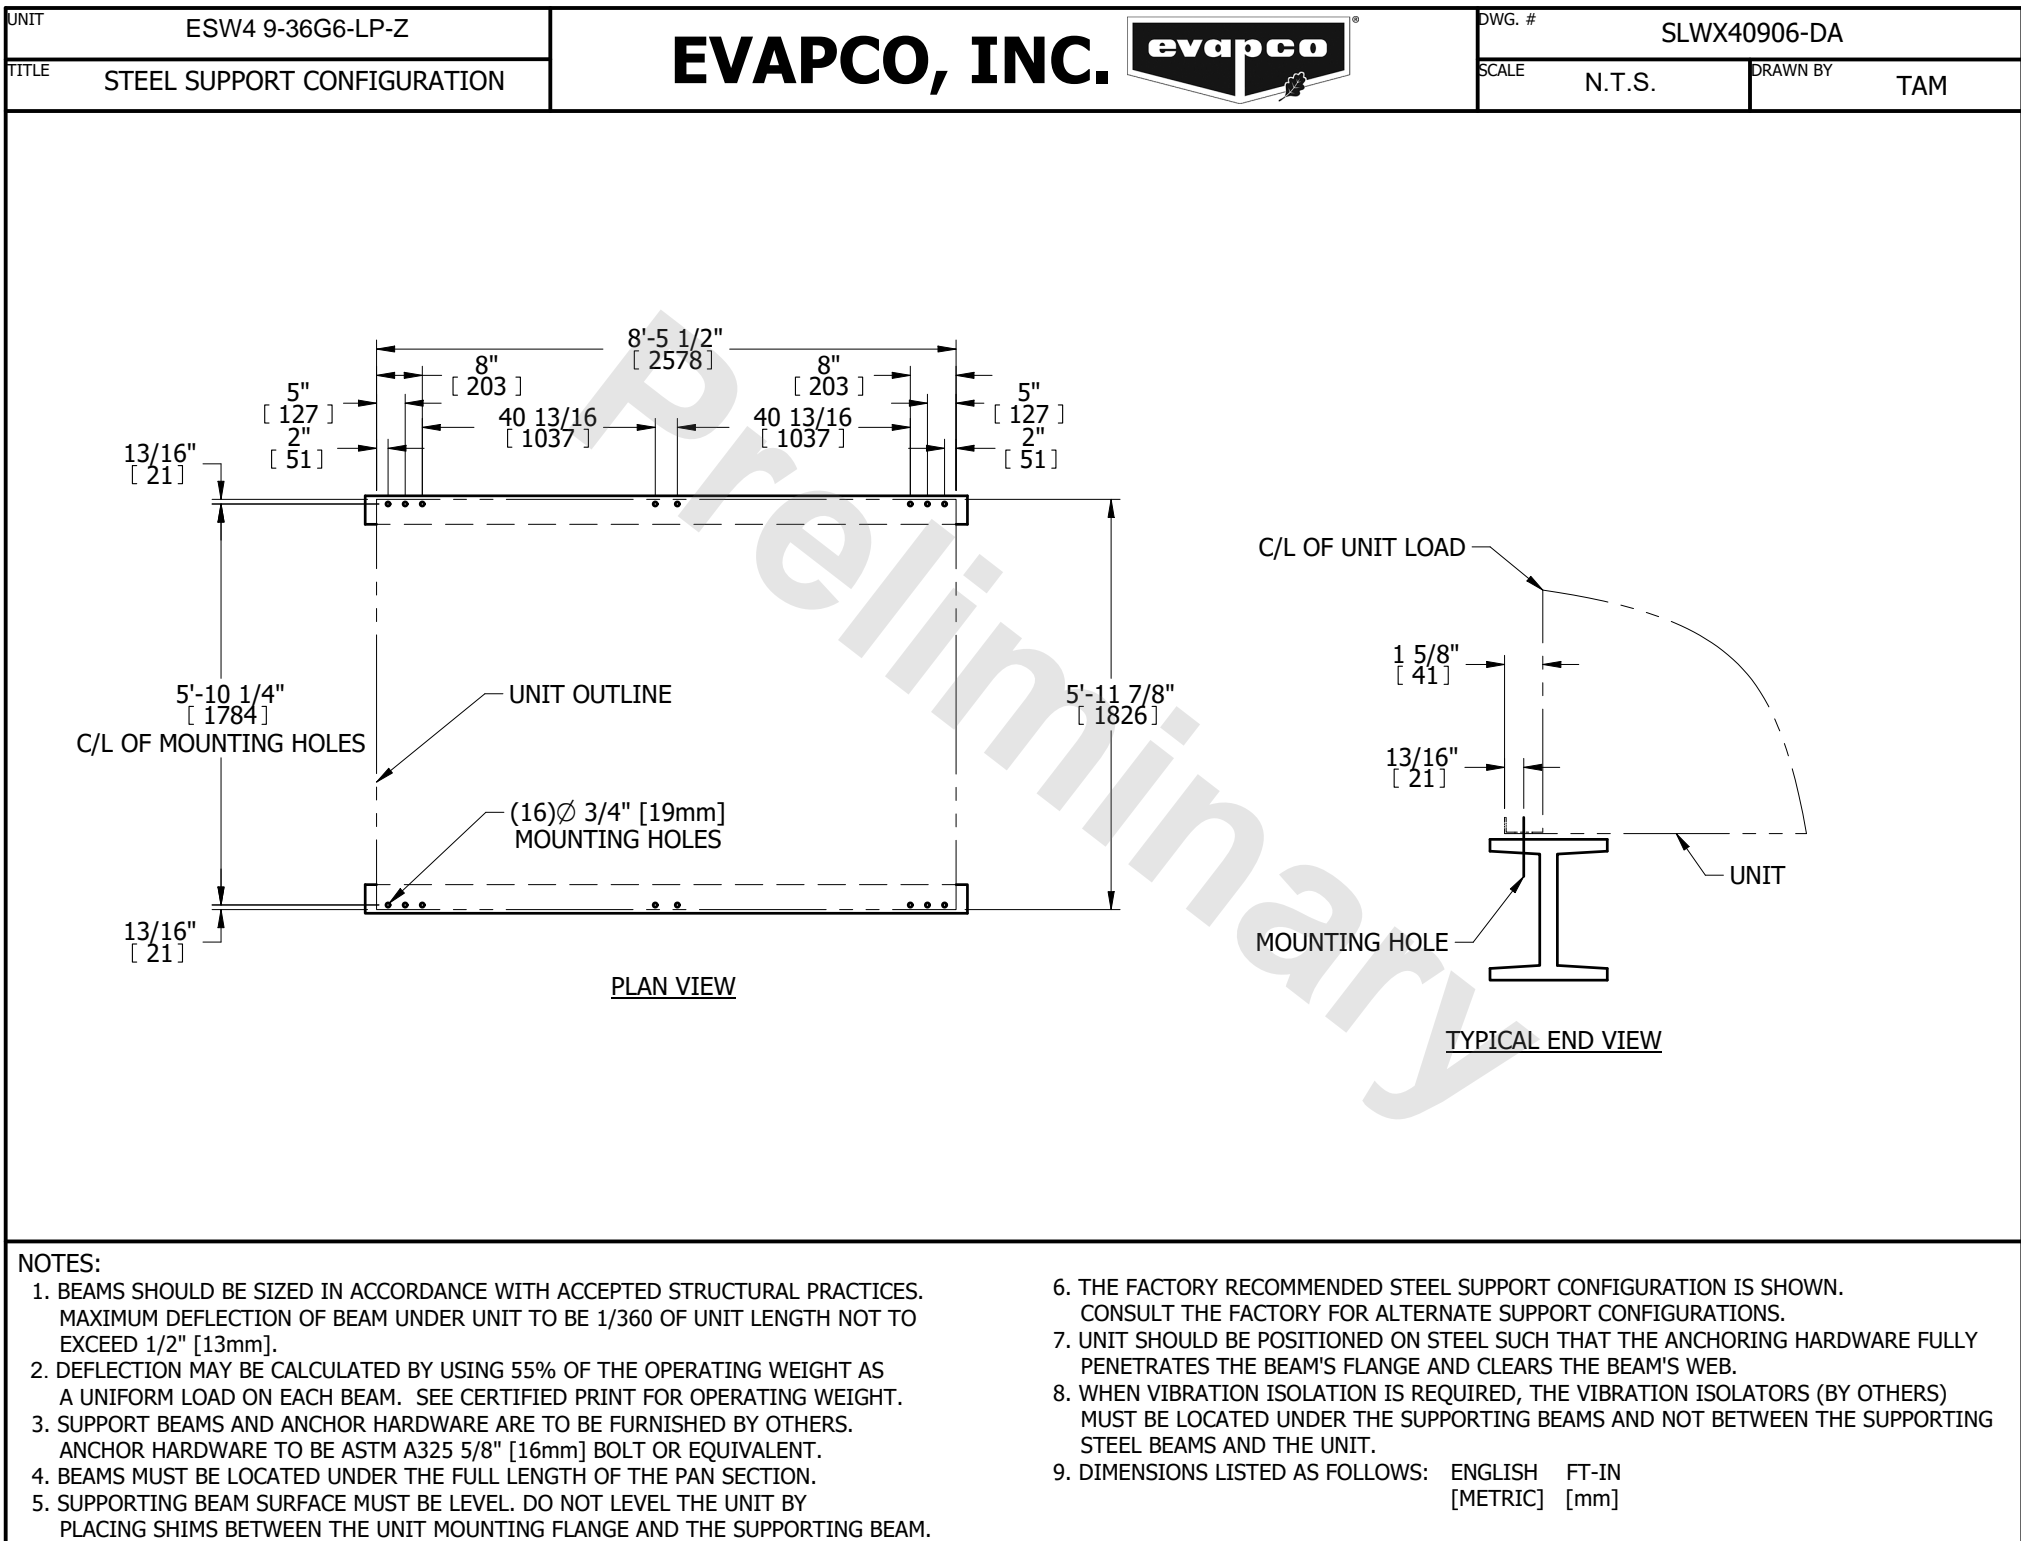 UNIT
ESW4 9-36G6-LP-Z
TITLE
STEEL SUPPORT CONFIGURATION
EVAPCO, INC.
evapco
®
DWG. #
SLWX40906-DA
SCALE
N.T.S.
DRAWN BY
TAM
8'-5 1/2"
[ 2578 ]
8"
[ 203 ]
8"
[ 203 ]
5"
[ 127 ]
5"
[ 127 ]
40 13/16
[ 1037 ]
40 13/16
[ 1037 ]
2"
[ 51 ]
2"
[ 51 ]
13/16"
[ 21 ]
5'-10 1/4"
[ 1784 ]
C/L OF MOUNTING HOLES
UNIT OUTLINE
5'-11 7/8"
[ 1826 ]
(16)Ø 3/4" [19mm]
MOUNTING HOLES
13/16"
[ 21 ]
PLAN VIEW
C/L OF UNIT LOAD
1 5/8"
[ 41 ]
13/16"
[ 21 ]
UNIT
MOUNTING HOLE
TYPICAL END VIEW
Preliminary
NOTES:
1. BEAMS SHOULD BE SIZED IN ACCORDANCE WITH ACCEPTED STRUCTURAL PRACTICES.
MAXIMUM DEFLECTION OF BEAM UNDER UNIT TO BE 1/360 OF UNIT LENGTH NOT TO
EXCEED 1/2" [13mm].
2. DEFLECTION MAY BE CALCULATED BY USING 55% OF THE OPERATING WEIGHT AS
A UNIFORM LOAD ON EACH BEAM. SEE CERTIFIED PRINT FOR OPERATING WEIGHT.
3. SUPPORT BEAMS AND ANCHOR HARDWARE ARE TO BE FURNISHED BY OTHERS.
ANCHOR HARDWARE TO BE ASTM A325 5/8" [16mm] BOLT OR EQUIVALENT.
4. BEAMS MUST BE LOCATED UNDER THE FULL LENGTH OF THE PAN SECTION.
5. SUPPORTING BEAM SURFACE MUST BE LEVEL. DO NOT LEVEL THE UNIT BY
PLACING SHIMS BETWEEN THE UNIT MOUNTING FLANGE AND THE SUPPORTING BEAM.
6. THE FACTORY RECOMMENDED STEEL SUPPORT CONFIGURATION IS SHOWN.
CONSULT THE FACTORY FOR ALTERNATE SUPPORT CONFIGURATIONS.
7. UNIT SHOULD BE POSITIONED ON STEEL SUCH THAT THE ANCHORING HARDWARE FULLY
PENETRATES THE BEAM'S FLANGE AND CLEARS THE BEAM'S WEB.
8. WHEN VIBRATION ISOLATION IS REQUIRED, THE VIBRATION ISOLATORS (BY OTHERS)
MUST BE LOCATED UNDER THE SUPPORTING BEAMS AND NOT BETWEEN THE SUPPORTING
STEEL BEAMS AND THE UNIT.
9. DIMENSIONS LISTED AS FOLLOWS: ENGLISH FT-IN
[METRIC] [mm]